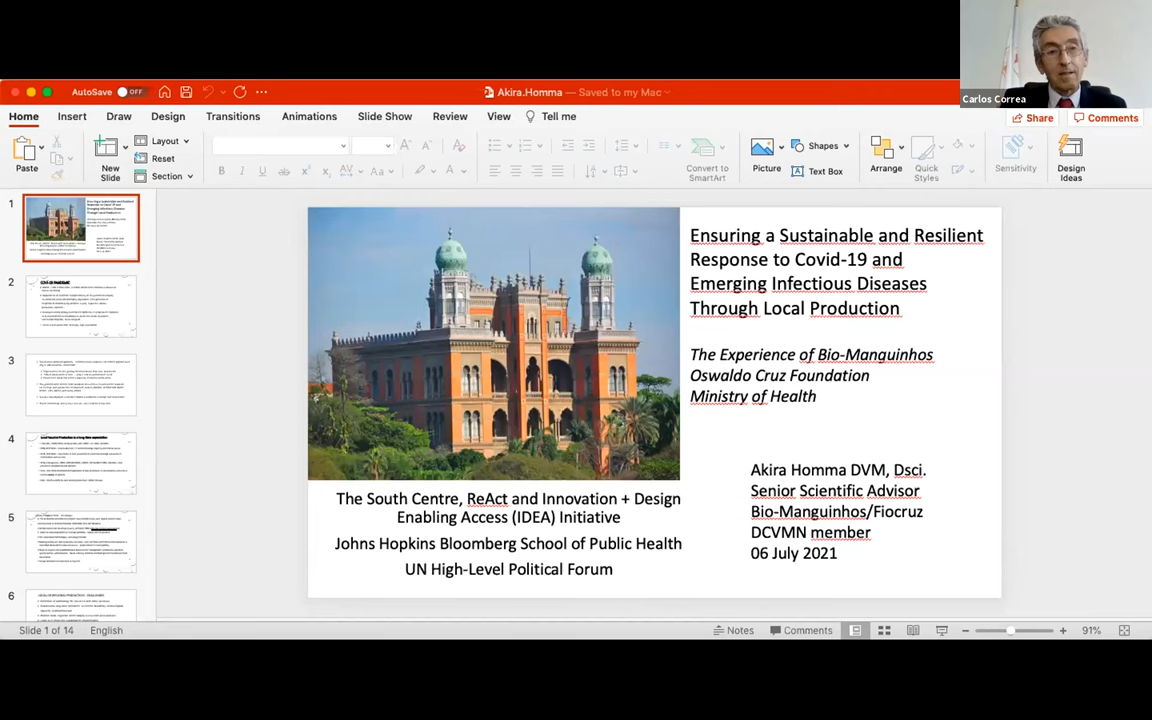 Carlos Correa
AutoSave OFF
Akira.Homma — Saved to my Mac
Home Insert Draw Design Transitions Animations Slide Show Review View Tell me
Share Comments
Paste
New
Slide
Layout
Reset
Section
Convert to
SmartArt
Picture
Shapes
Text Box
Arrange
Quick
Styles
Sensitivity
Design
Ideas
1
2
3
4
5
6
Ensuring a Sustainable and Resilient
Response to Covid-19 and
Emerging Infectious Diseases
Through Local Production
The Experience of Bio-Manguinhos
Oswaldo Cruz Foundation
Ministry of Health
Akira Homma DVM, Dsci.
Senior Scientific Advisor
Bio-Manguinhos/Fiocruz
DCVMN member
06 July 2021
The South Centre, ReAct and Innovation + Design
Enabling Access (IDEA) Initiative
Johns Hopkins Bloomberg School of Public Health
UN High-Level Political Forum
Slide 1 of 14 English
Notes Comments 91%